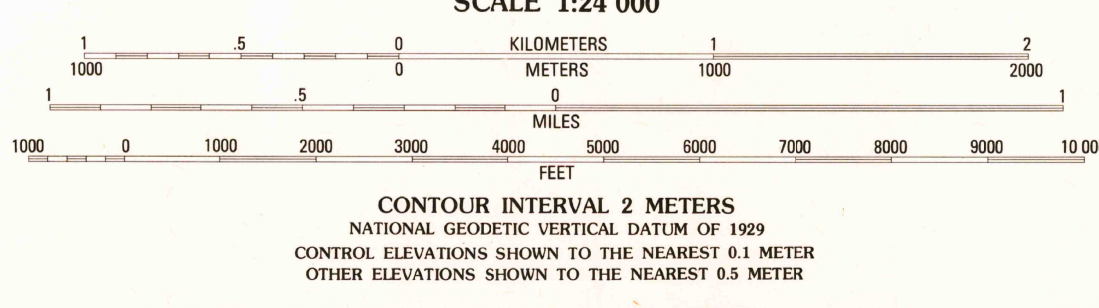 SCALE 1:24 000
1 .5 0 KILOMETERS 1 2
1000 0 METERS 1000 2000
1 .5 0 1
MILES
1000 0 1000 2000 3000 4000 5000 6000 7000 8000 9000 10 00
FEET
CONTOUR INTERVAL 2 METERS
NATIONAL GEODETIC VERTICAL DATUM OF 1929
CONTROL ELEVATIONS SHOWN TO THE NEAREST 0.1 METER
OTHER ELEVATIONS SHOWN TO THE NEAREST 0.5 METER